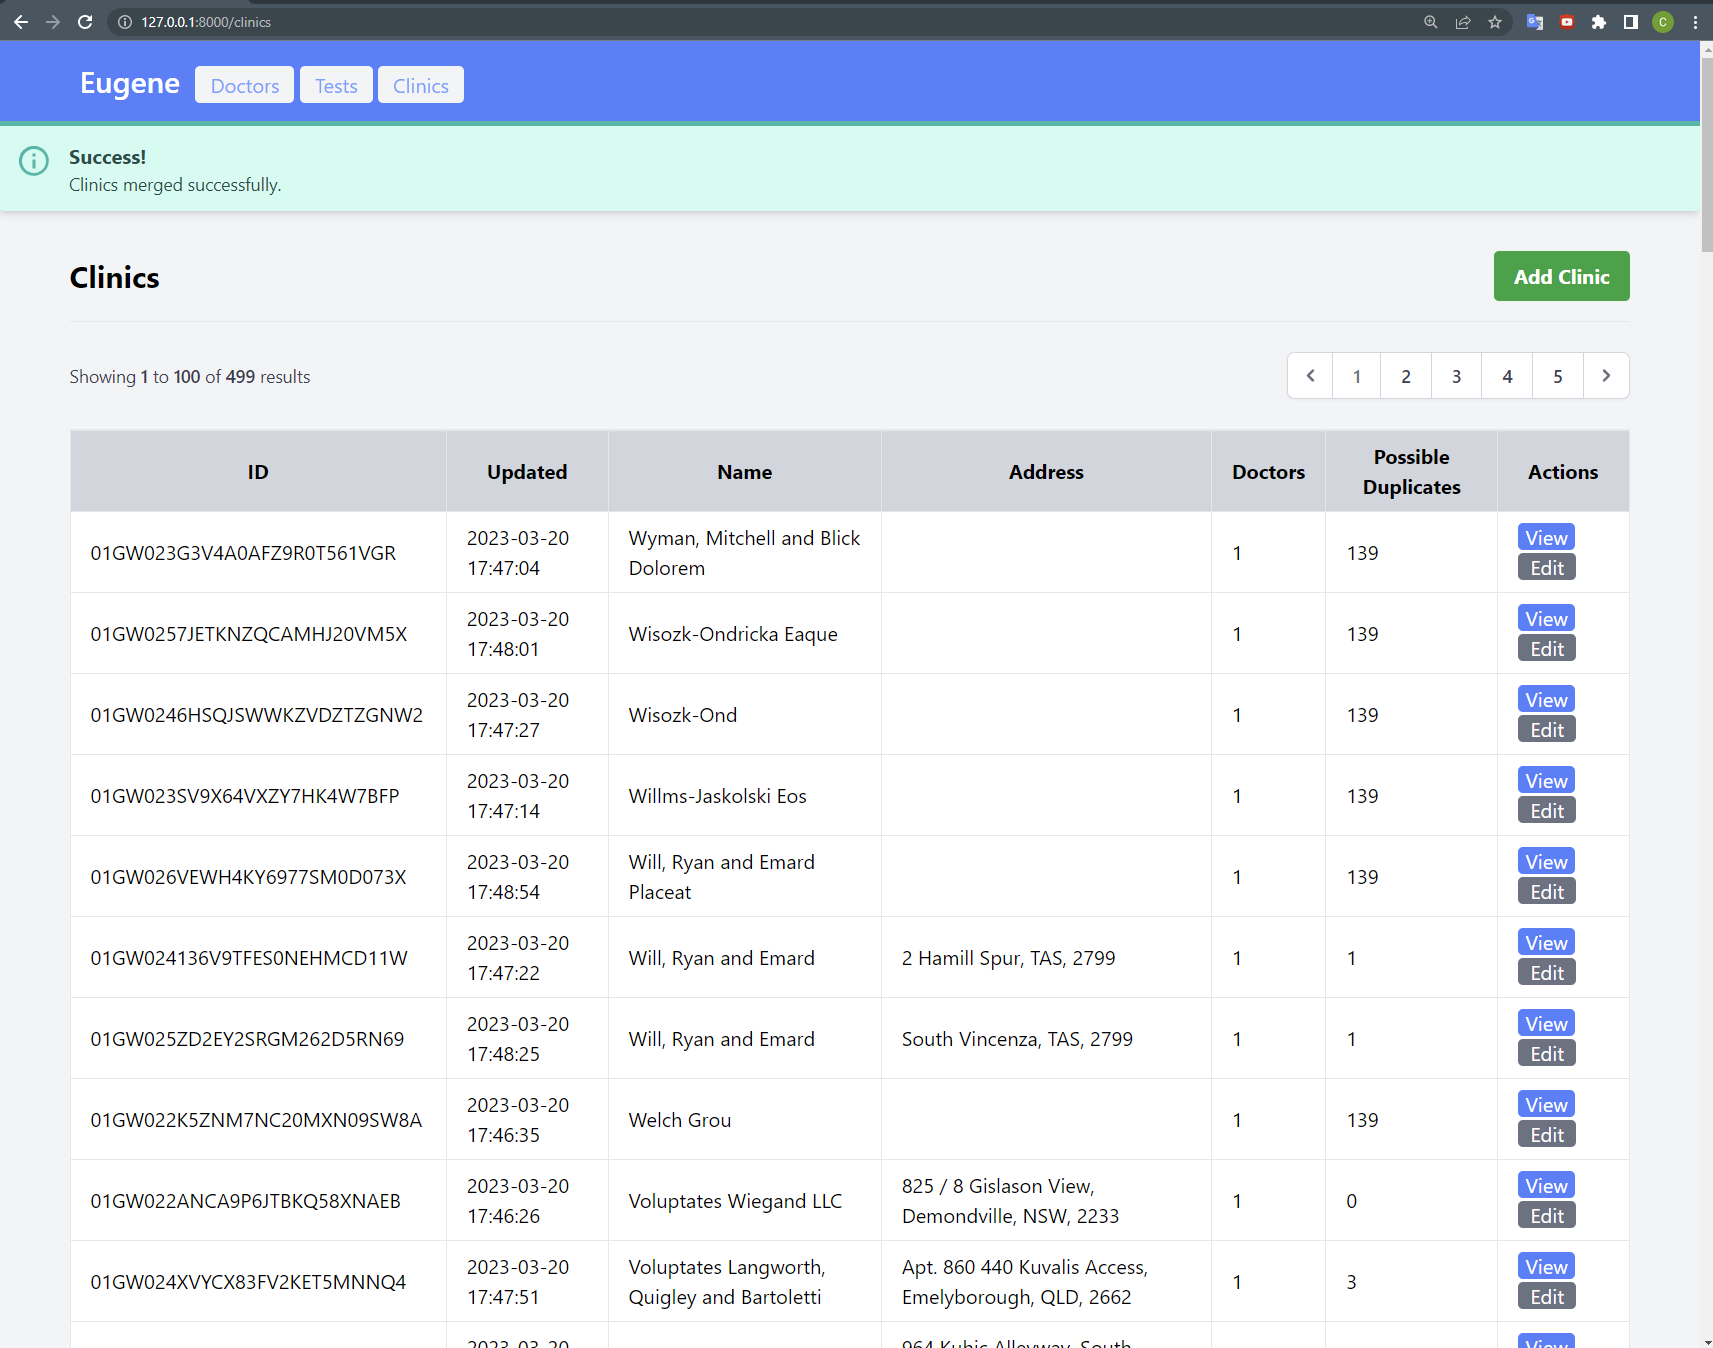 127.0.0.1:8000/clinics
C
Eugene
Doctors
Tests
Clinics
Success!
Clinics merged successfully.
Clinics
Add Clinic
Showing 1 to 100 of 499 results
1 2 3 4 5
ID Updated Name Address Doctors Possible Duplicates Actions
01GW023G3V4A0AFZ9R0T561VGR
2023-03-20
17:47:04
Wyman, Mitchell and Blick
Dolorem
1
139
View
Edit
01GW0257JETKNZQCAMHJ20VM5X
2023-03-20
17:48:01
Wisozk-Ondricka Eaque
1
139
View
Edit
01GW0246HSQJSWWKZVDZTZGNW2
2023-03-20
17:47:27
Wisozk-Ond
1
139
View
Edit
01GW023SV9X64VXZY7HK4W7BFP
2023-03-20
17:47:14
Willms-Jaskolski Eos
1
139
View
Edit
01GW026VEWH4KY6977SM0D073X
2023-03-20
17:48:54
Will, Ryan and Emard
Placeat
1
139
View
Edit
01GW024136V9TFES0NEHMCD11W
2023-03-20
17:47:22
Will, Ryan and Emard
2 Hamill Spur, TAS, 2799
1
1
View
Edit
01GW025ZD2EY2SRGM262D5RN69
2023-03-20
17:48:25
Will, Ryan and Emard
South Vincenza, TAS, 2799
1
1
View
Edit
01GW022K5ZNM7NC20MXN09SW8A
2023-03-20
17:46:35
Welch Grou
1
139
View
Edit
01GW022ANCA9P6JTBKQ58XNAEB
2023-03-20
17:46:26
Voluptates Wiegand LLC
825 / 8 Gislason View,
Demondville, NSW, 2233
1
0
View
Edit
01GW024XVYCX83FV2KET5MNNQ4
2023-03-20
17:47:51
Voluptates Langworth,
Quigley and Bartoletti
Apt. 860 440 Kuvalis Access,
Emelyborough, QLD, 2662
1
3
View
Edit
2023-03-20
964 Kubic Alleyway, South
View